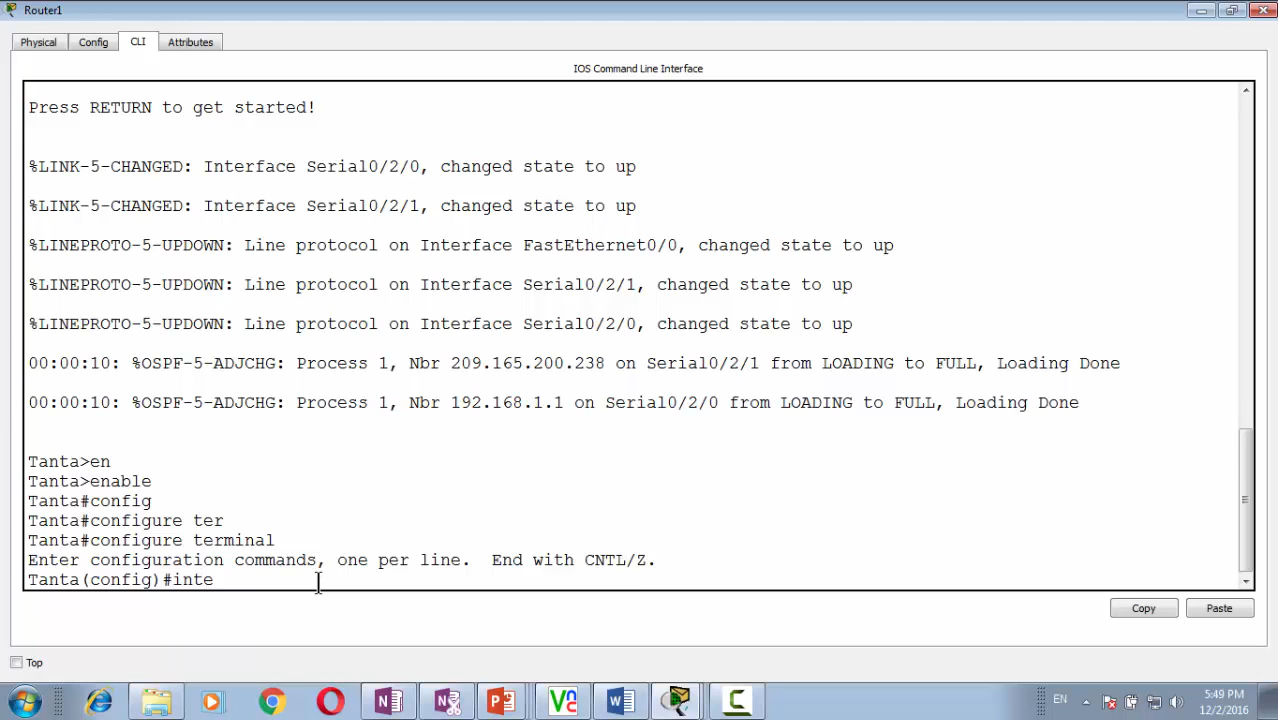 Router1
Physical
Config
CLI
Attributes
IOS Command Line Interface
Press RETURN to get started!
%LINK-5-CHANGED: Interface Serial0/2/0, changed state to up
%LINK-5-CHANGED: Interface Serial0/2/1, changed state to up
%LINEPROTO-5-UPDOWN: Line protocol on Interface FastEthernet0/0, changed state to up
%LINEPROTO-5-UPDOWN: Line protocol on Interface Serial0/2/1, changed state to up
%LINEPROTO-5-UPDOWN: Line protocol on Interface Serial0/2/0, changed state to up
00:00:10: %OSPF-5-ADJCHG: Process 1, Nbr 209.165.200.238 on Serial0/2/1 from LOADING to FULL, Loading Done
00:00:10: %OSPF-5-ADJCHG: Process 1, Nbr 192.168.1.1 on Serial0/2/0 from LOADING to FULL, Loading Done
Tanta>en
Tanta>enable
Tanta#config
Tanta#configure ter
Tanta#configure terminal
Enter configuration commands, one per line.  End with CNTL/Z.
Tanta(config)#inte
Copy
Paste
Top
EN
5:49 PM
12/2/2016